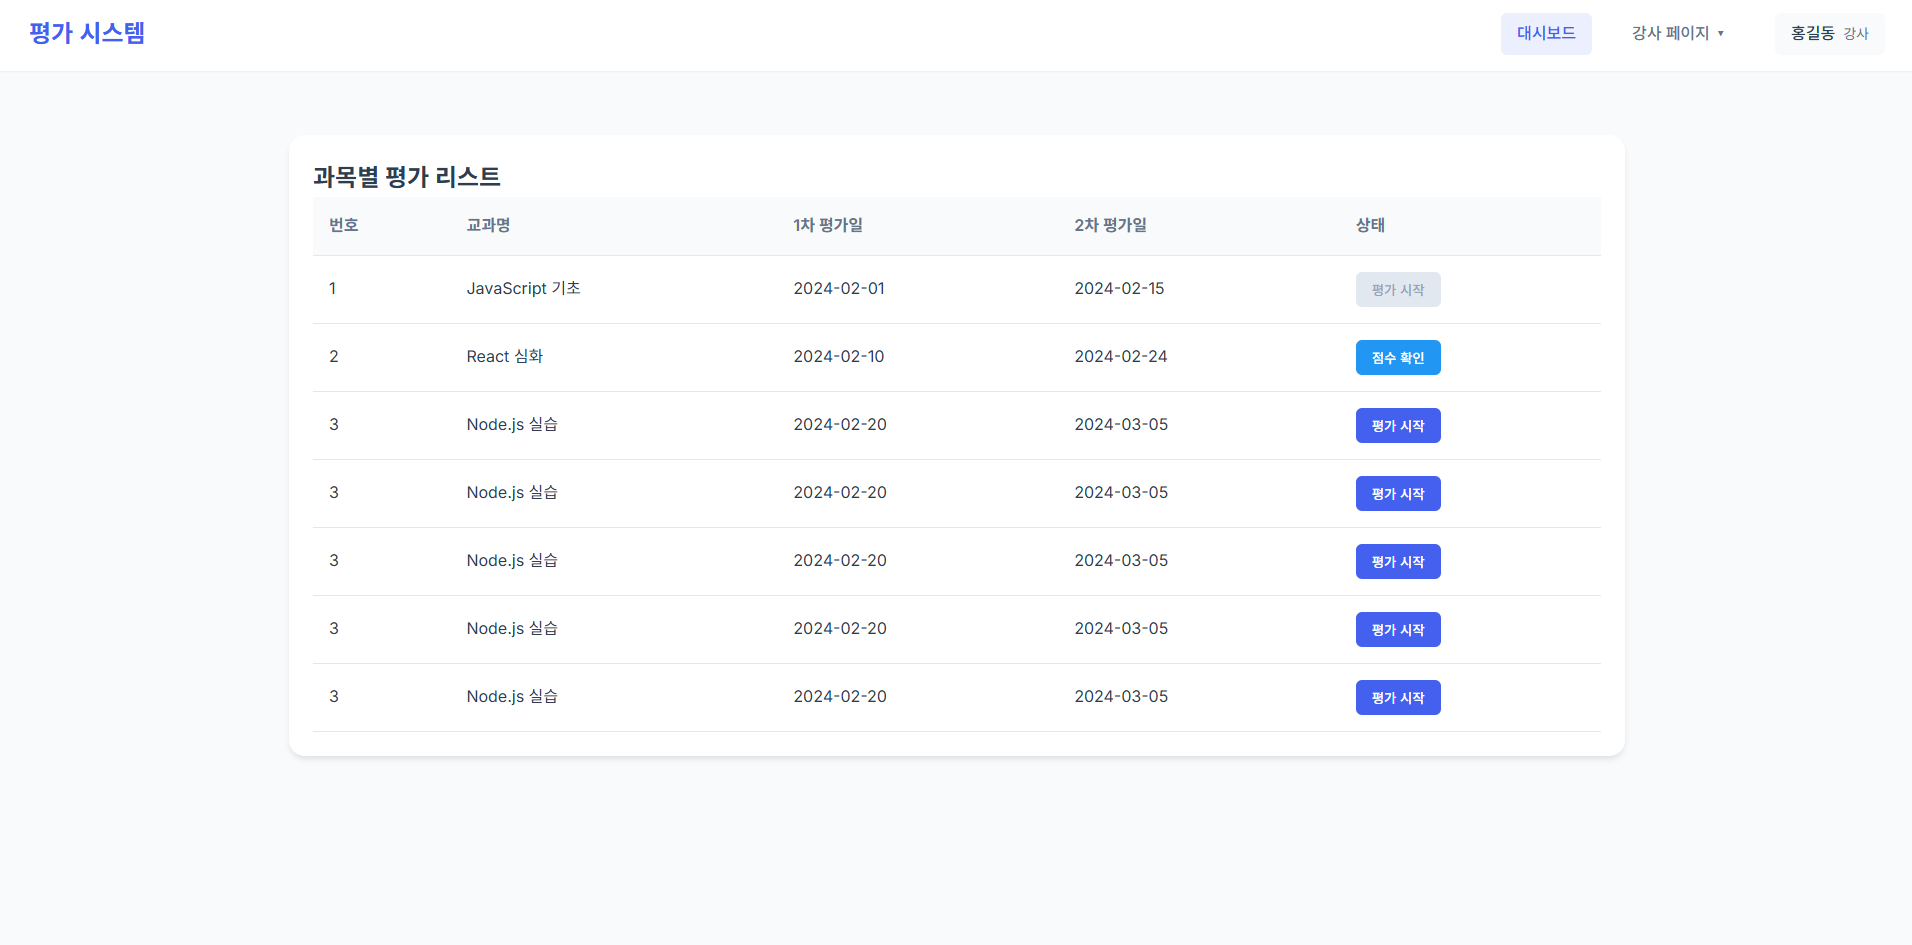 평가 시스템 대시보드 강사 페이지 ▼ 홍길동 강사
과목별 평가 리스트
번호 교과명 1차 평가일 2차 평가일 상태
1 JavaScript 기초 2024-02-01 2024-02-15 평가 시작
2 React 심화 2024-02-10 2024-02-24 점수 확인
3 Node.js 실습 2024-02-20 2024-03-05 평가 시작
3 Node.js 실습 2024-02-20 2024-03-05 평가 시작
3 Node.js 실습 2024-02-20 2024-03-05 평가 시작
3 Node.js 실습 2024-02-20 2024-03-05 평가 시작
3 Node.js 실습 2024-02-20 2024-03-05 평가 시작